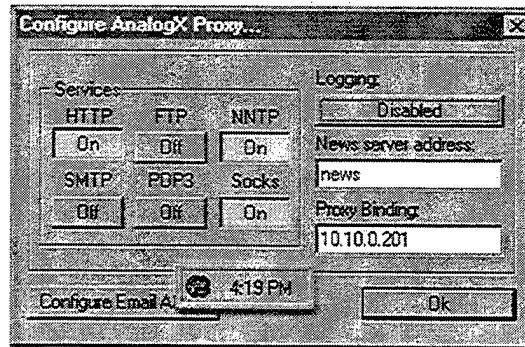 Configure AnalogX Proxy...
Services
HTTP FTP NNTP
On Off On
SMTP POP3 Socks
Off Off On
Logging:
Disabled
News server address:
news
Proxy Binding:
10.10.0.201
4:19 PM
Configure Email A
Ok